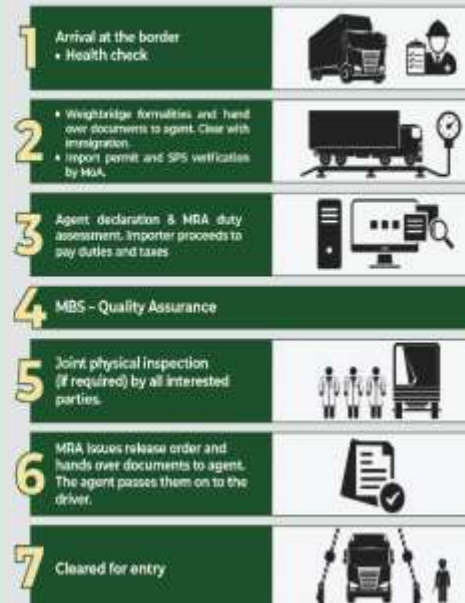 1
Arrival at the border
• Health check
2
• Weighbridge formalities and hand
over documents to agent. Clear with
immigration.
• Import permit and SPS verification
by MoA.
3
Agent declaration & MRA duty
assessment. Importer proceeds to
pay duties and taxes
4
MBS – Quality Assurance
5
Joint physical inspection
(if required) by all interested
parties.
6
MRA issues release order and
hands over documents to agent.
The agent passes them on to the
driver.
7
Cleared for entry